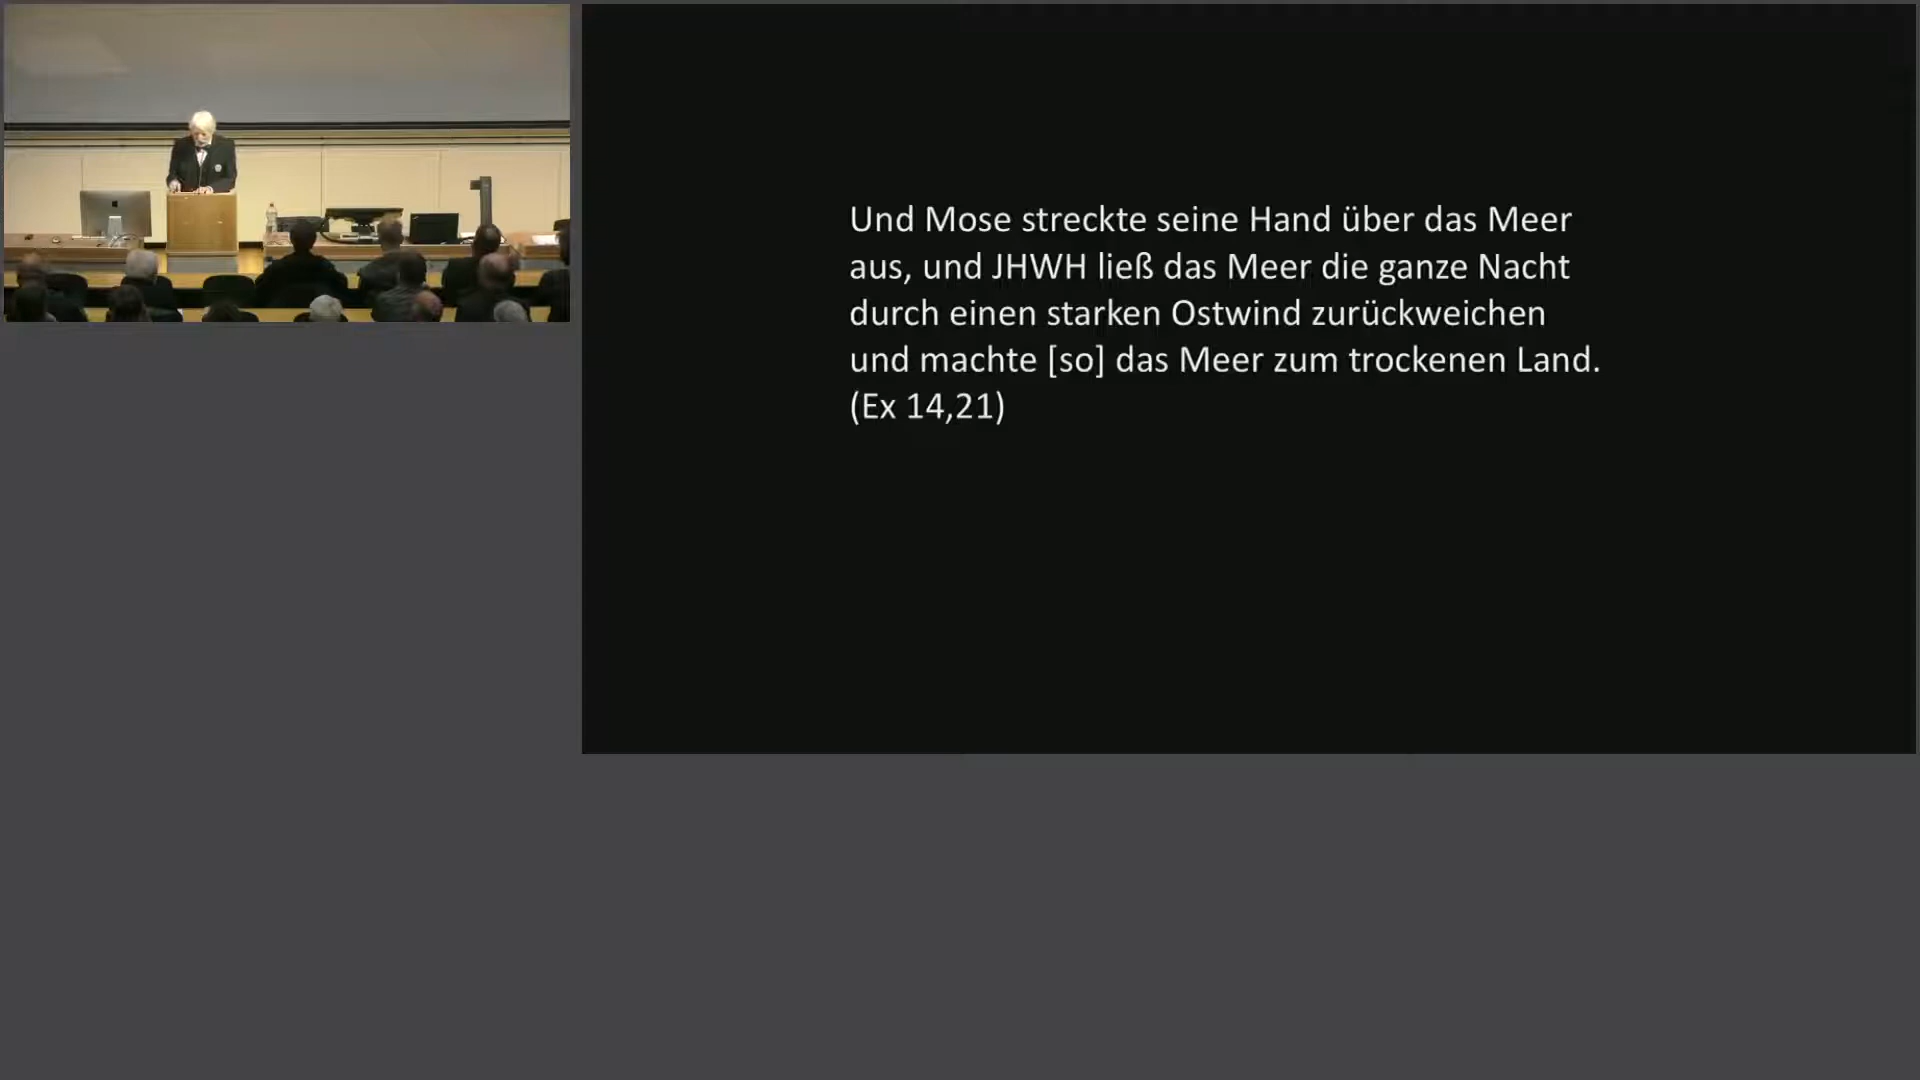 Und Mose streckte seine Hand über das Meer
aus, und JHWH ließ das Meer die ganze Nacht
durch einen starken Ostwind zurückweichen
und machte [so] das Meer zum trockenen Land.
(Ex 14,21)